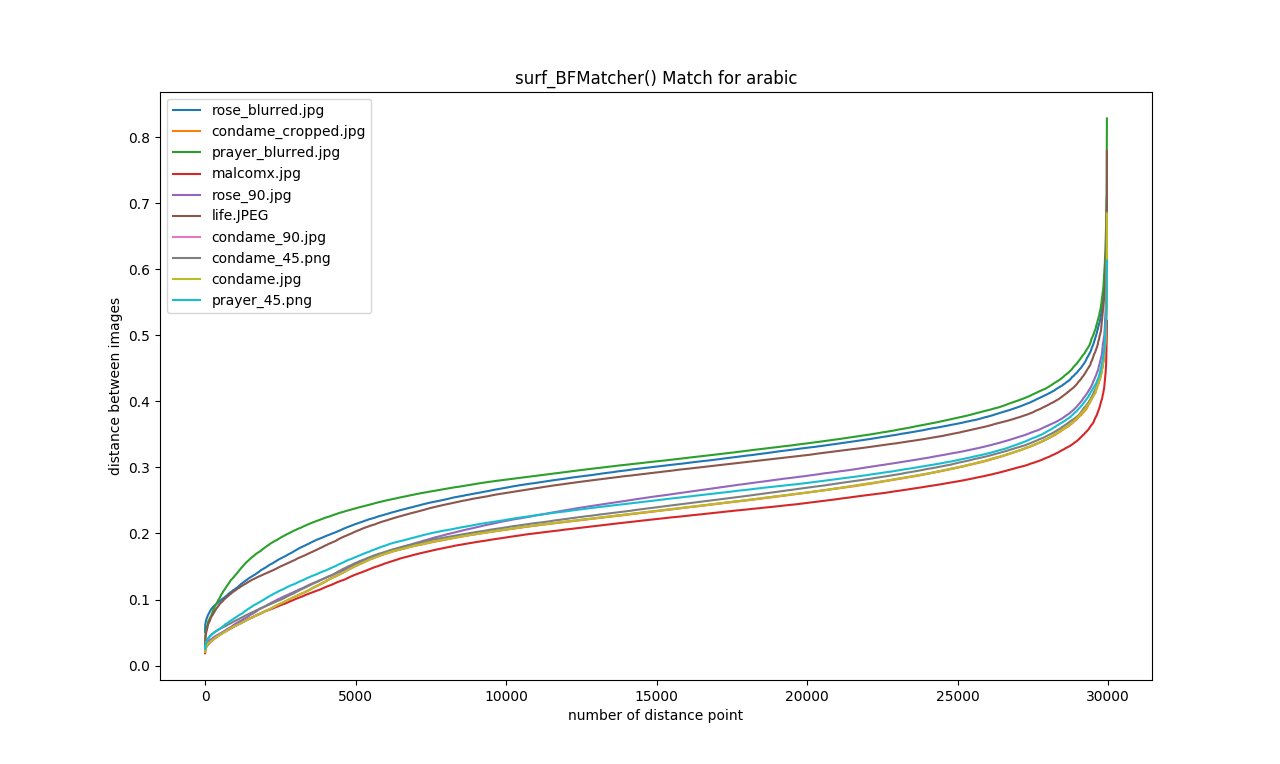 surf_BFMatcher() Match for arabic
rose_blurred.jpg
condame_cropped.jpg
prayer_blurred.jpg
malcomx.jpg
rose_90.jpg
life.JPEG
condame_90.jpg
condame_45.png
condame.jpg
prayer_45.png
distance between images
0.8
0.7
0.6
0.5
0.4
0.3
0.2
0.1
0.0
0 5000 10000 15000 20000 25000 30000
number of distance point